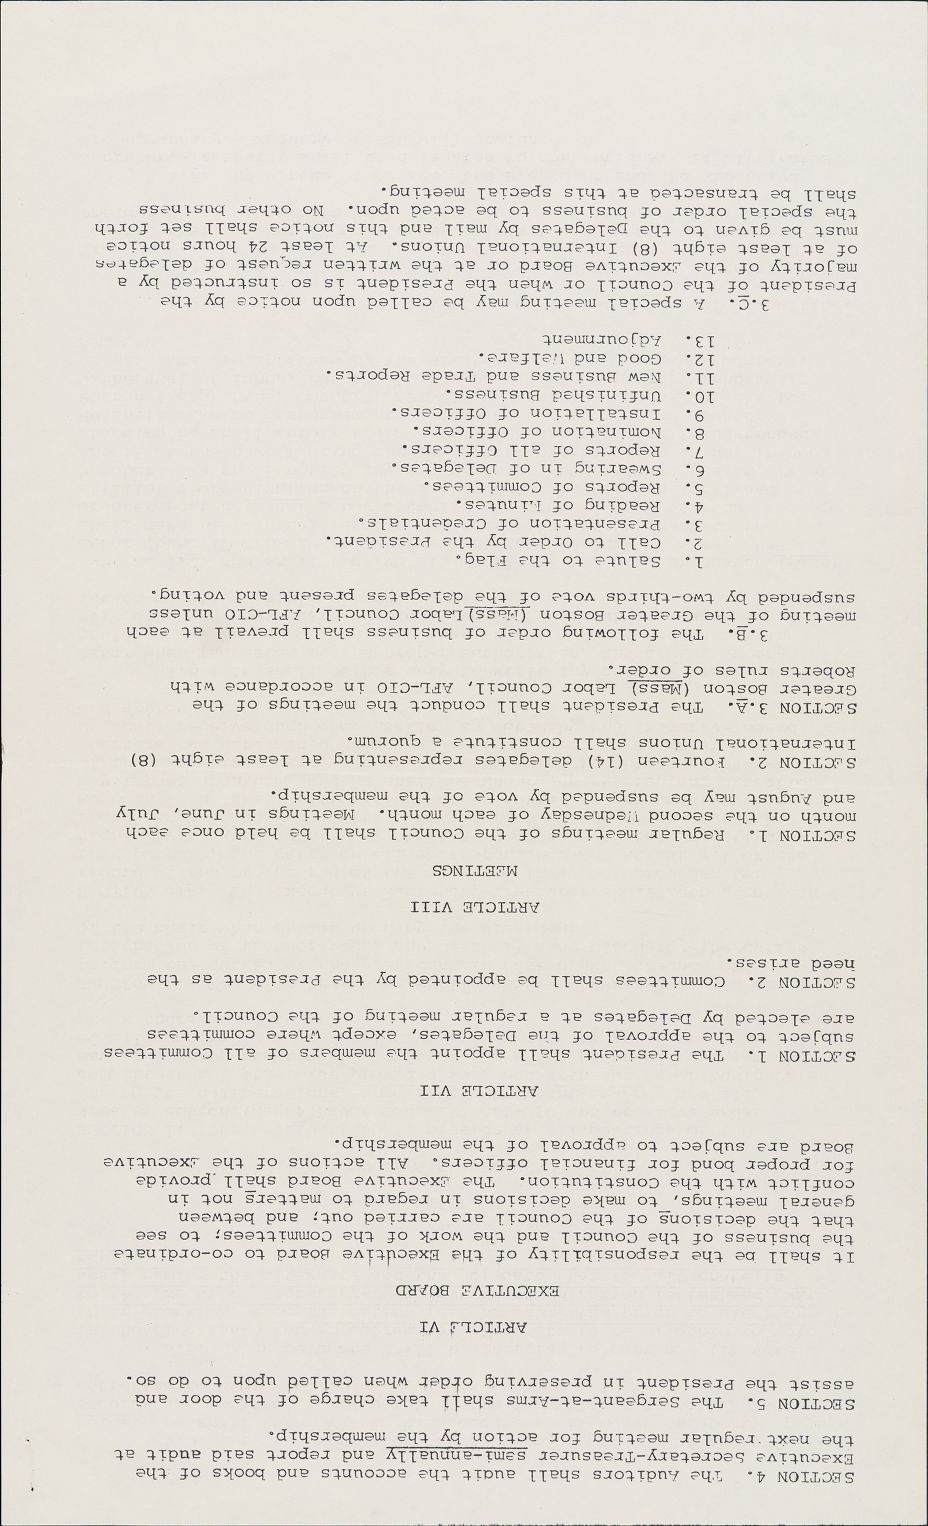 SECTION 4. The Auditors shall audit the accounts and books of the
Executive Secretary-Treasurer semi-annually and report said audit at
the next regular meeting for action by the membership.
SECTION 5. The Sergeant-at-Arms shall take charge of the door and
assist the President in preserving order when called upon to do so.
ARTICLE VI
EXECUTIVE BOARD
It shall be the responsibility of the Executive Board to co-ordinate
the business of the Council and the work of the Committees; to see
that the decisions of the Council are carried out; and between
general meetings, to make decisions in regard to matters not in
conflict with the Constitution. The Executive Board shall provide
for proper bond for financial officers. All actions of the Executive
Board are subject to approval of the membership.
ARTICLE VII
SECTION 1. The President shall appoint the members of all Committees
subject to the approval of the Delegates, except where committees
are elected by Delegates at a regular meeting of the Council.
SECTION 2. Committees shall be appointed by the President as the
need arises.
ARTICLE VIII
MEETINGS
SECTION 1. Regular meetings of the Council shall be held once each
month on the second Wednesday of each month. Meetings in June, July
and August may be suspended by vote of the membership.
SECTION 2. Fourteen (14) delegates representing at least eight (8)
International Unions shall constitute a quorum.
SECTION 3.A. The President shall conduct the meetings of the
Greater Boston (Mass) Labor Council, AFL-CIO in accordance with
Roberts rules of order.
3.B. The following order of business shall prevail at each
meeting of the Greater Boston (Mass) Labor Council, AFL-CIO unless
suspended by two-thirds vote of the delegates present and voting.
1. Salute to the Flag.
2. Call to Order by the President.
3. Presentation of Credentials.
4. Reading of Minutes.
5. Reports of Committees.
6. Swearing in of Delegates.
7. Reports of all Officers.
8. Nomination of Officers.
9. Installation of Officers.
10. Unfinished Business.
11. New Business and Trade Reports.
12. Good and Welfare.
13. Adjournment
3.C. A special meeting may be called upon notice by the
President of the Council or when the President is so instructed by a
majority of the Executive Board or at the written request of delegates
of at least eight (8) International Unions. At least 24 hours notice
must be given to the Delegates by mail and this notice shall set forth
the special order of business to be acted upon. No other business
shall be transacted at this special meeting.